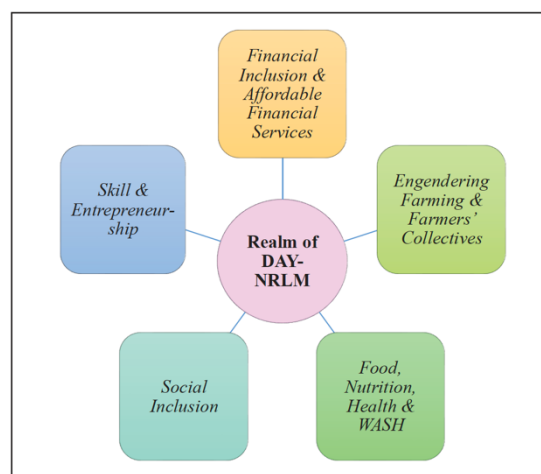 Financial
Inclusion &
Affordable
Financial
Services
Skill &
Entrepreneur-
ship
Engendering
Farming &
Farmers'
Collectives
Realm of
DAY-
NRLM
Social
Inclusion
Food,
Nutrition,
Health &
WASH